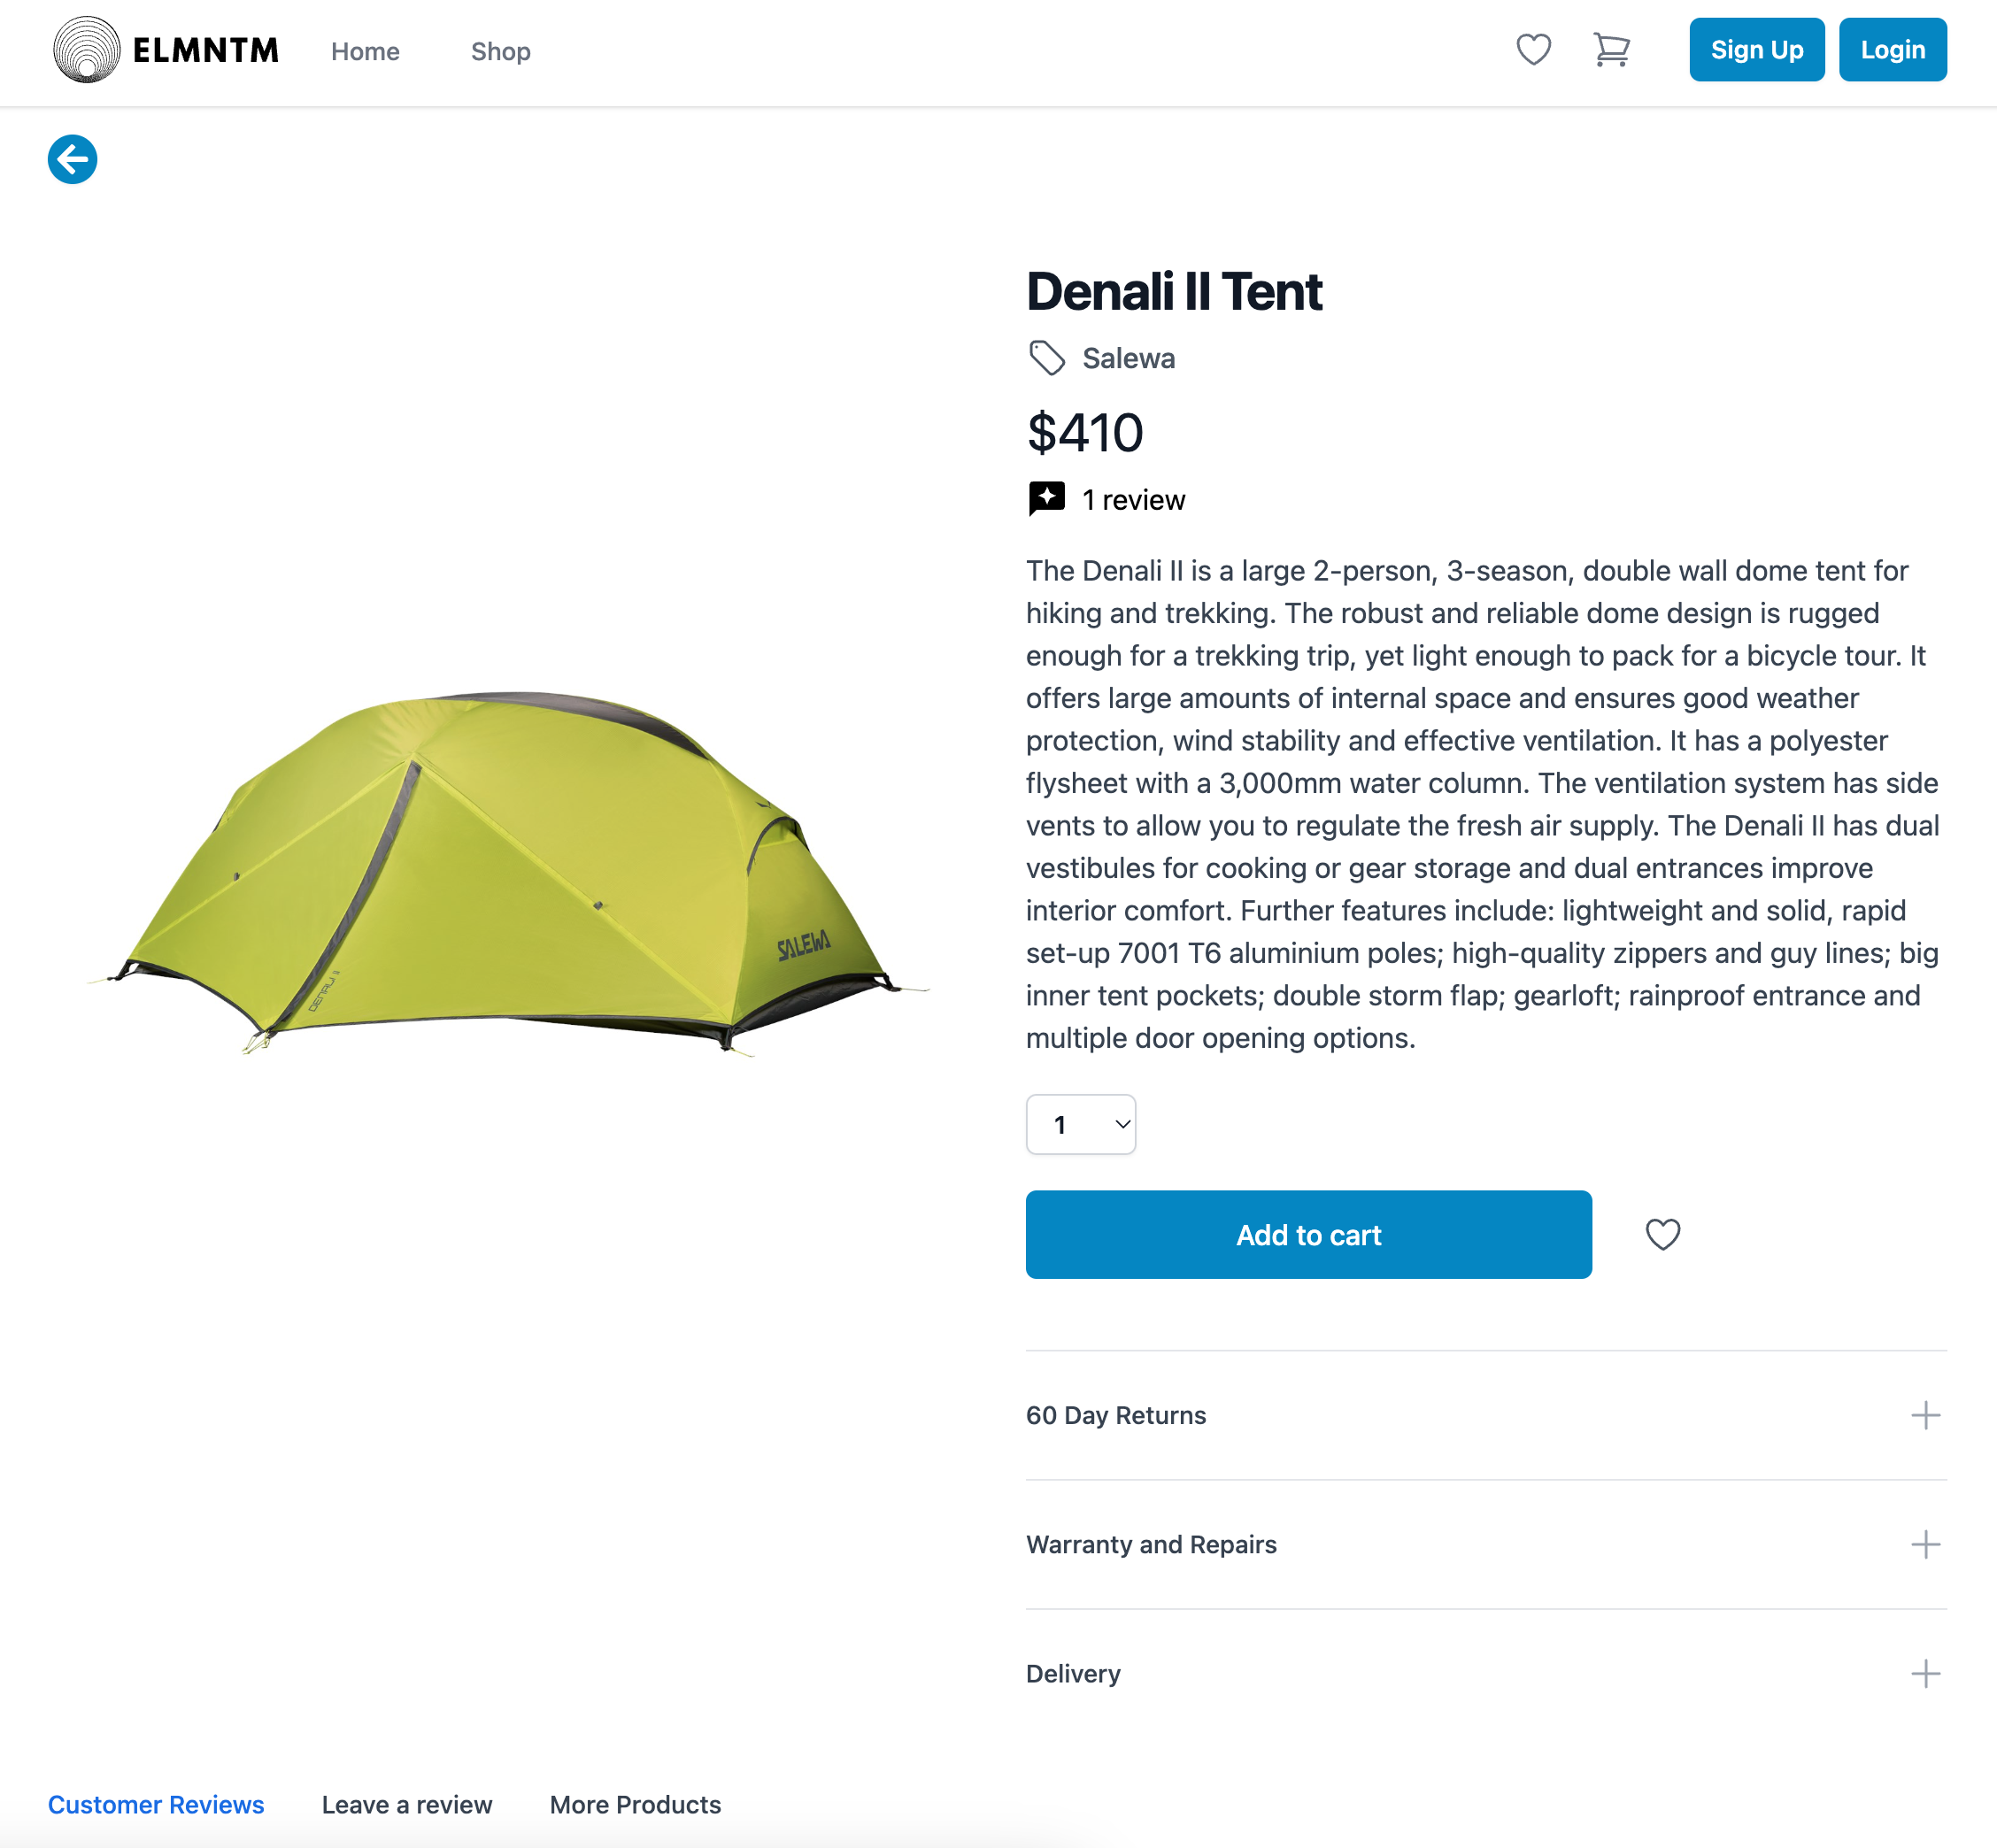 ELMNTM
Home
Shop
Sign Up
Login
Denali II Tent
Salewa
$410
1 review
The Denali II is a large 2-person, 3-season, double wall dome tent for
hiking and trekking. The robust and reliable dome design is rugged
enough for a trekking trip, yet light enough to pack for a bicycle tour. It
offers large amounts of internal space and ensures good weather
protection, wind stability and effective ventilation. It has a polyester
flysheet with a 3,000mm water column. The ventilation system has side
vents to allow you to regulate the fresh air supply. The Denali II has dual
vestibules for cooking or gear storage and dual entrances improve
interior comfort. Further features include: lightweight and solid, rapid
set-up 7001 T6 aluminium poles; high-quality zippers and guy lines; big
inner tent pockets; double storm flap; gearloft; rainproof entrance and
multiple door opening options.
SALEWA
DENALI II
1
Add to cart
60 Day Returns
Warranty and Repairs
Delivery
Customer Reviews
Leave a review
More Products